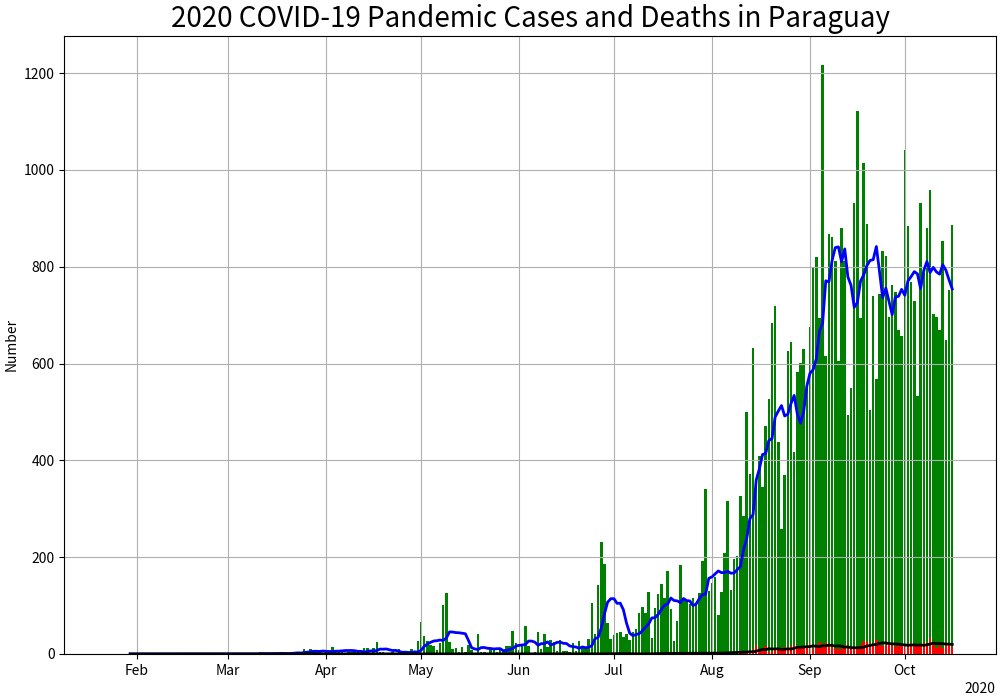 2020 COVID-19 Pandemic Cases and Deaths in Paraguay
1200
1000
800
600
400
200
0
Number
Feb Mar Apr May Jun Jul Aug Sep Oct
2020